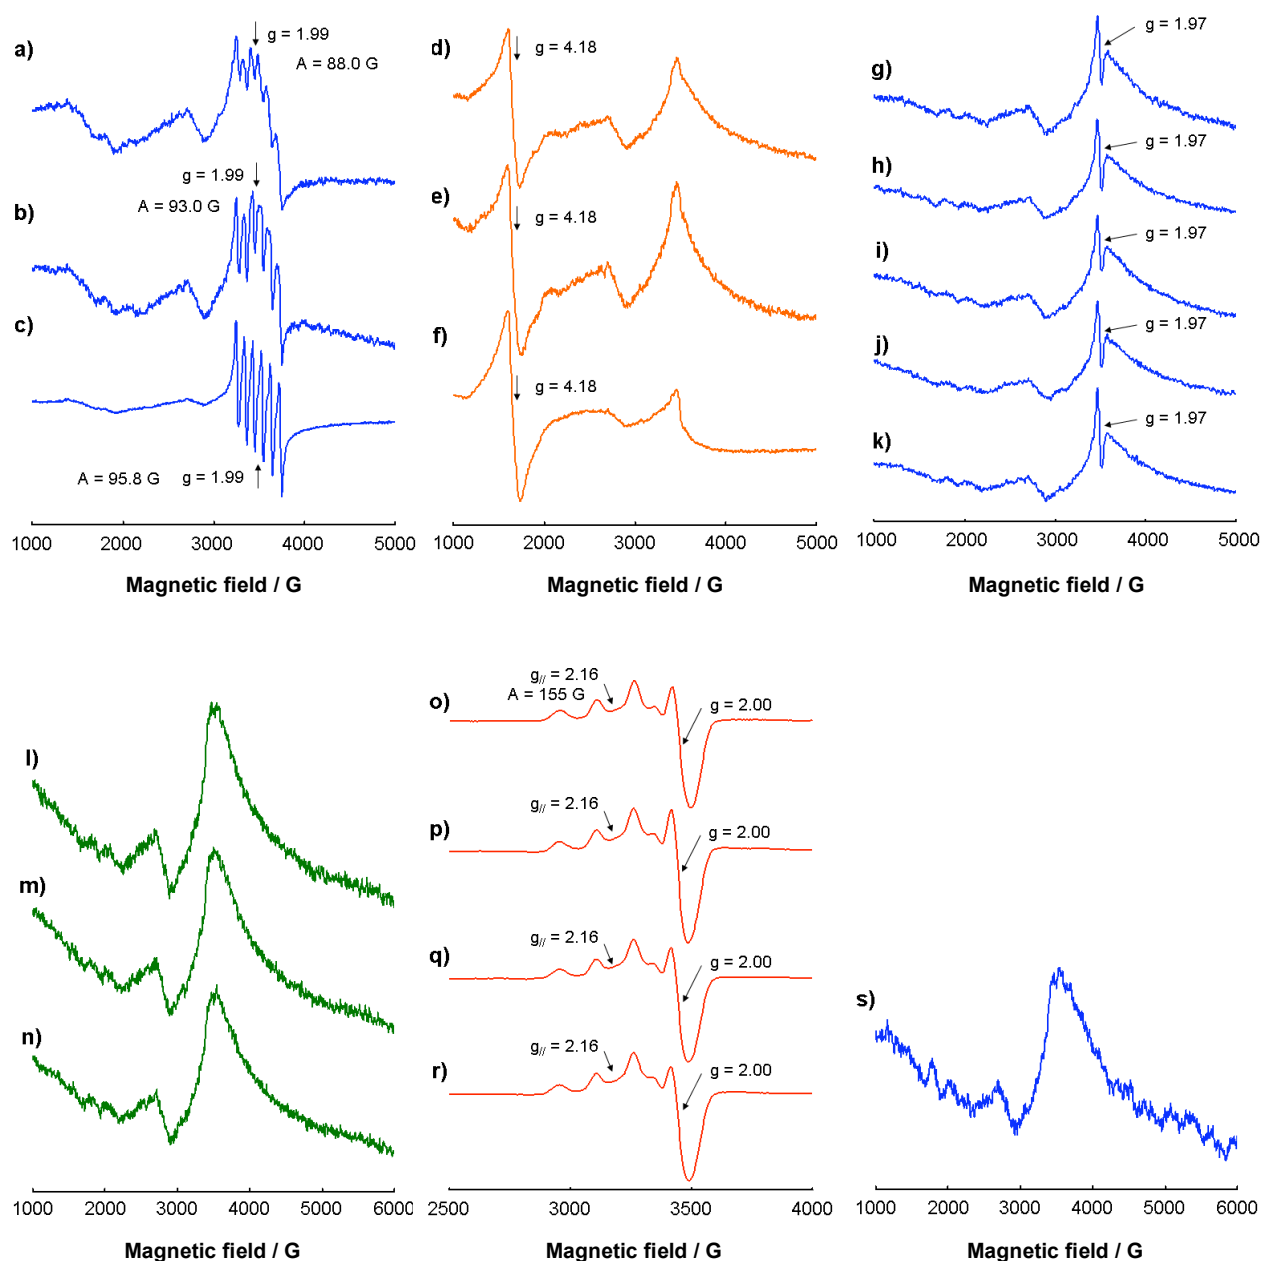 a)
g = 1.99
A = 88.0 G
b)
g = 1.99
A = 93.0 G
c)
A = 95.8 G
g = 1.99
1000 2000 3000 4000 5000
Magnetic field / G
d)
g = 4.18
e)
g = 4.18
f)
g = 4.18
1000 2000 3000 4000 5000
Magnetic field / G
g)
g = 1.97
h)
g = 1.97
i)
g = 1.97
j)
g = 1.97
k)
g = 1.97
1000 2000 3000 4000 5000
Magnetic field / G
l)
m)
n)
1000 2000 3000 4000 5000 6000
Magnetic field / G
o)
g// = 2.16
A = 155 G
g = 2.00
p)
g// = 2.16
g = 2.00
q)
g// = 2.16
g = 2.00
r)
g// = 2.16
g = 2.00
2500 3000 3500 4000
Magnetic field / G
s)
1000 2000 3000 4000 5000 6000
Magnetic field / G